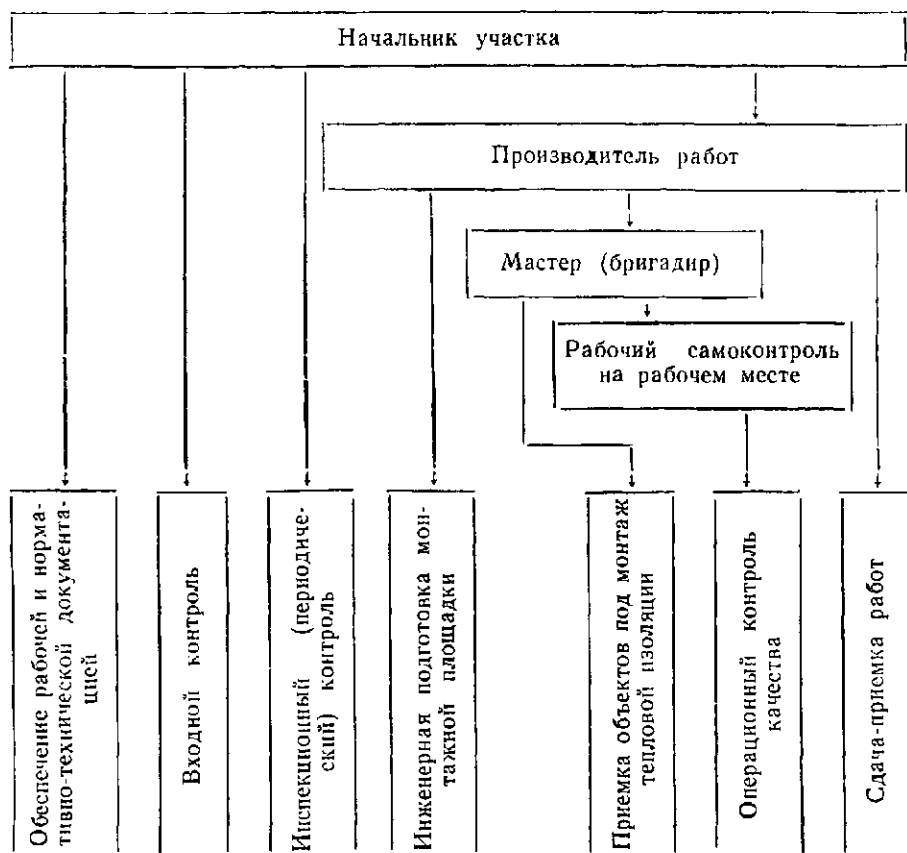 Начальник участка
Производитель работ
Мастер (бригадир)
Рабочий самоконтроль
на рабочем месте
Обеспечение рабочей и норма-
тивно-технической документа-
цией
Входной контроль
Инспекционный (периодиче-
ский) контроль
Инженерная подготовка мон-
тажной площадки
Приемка объектов под монтаж
тепловой изоляции
Операционный контроль
качества
Сдача-приемка работ